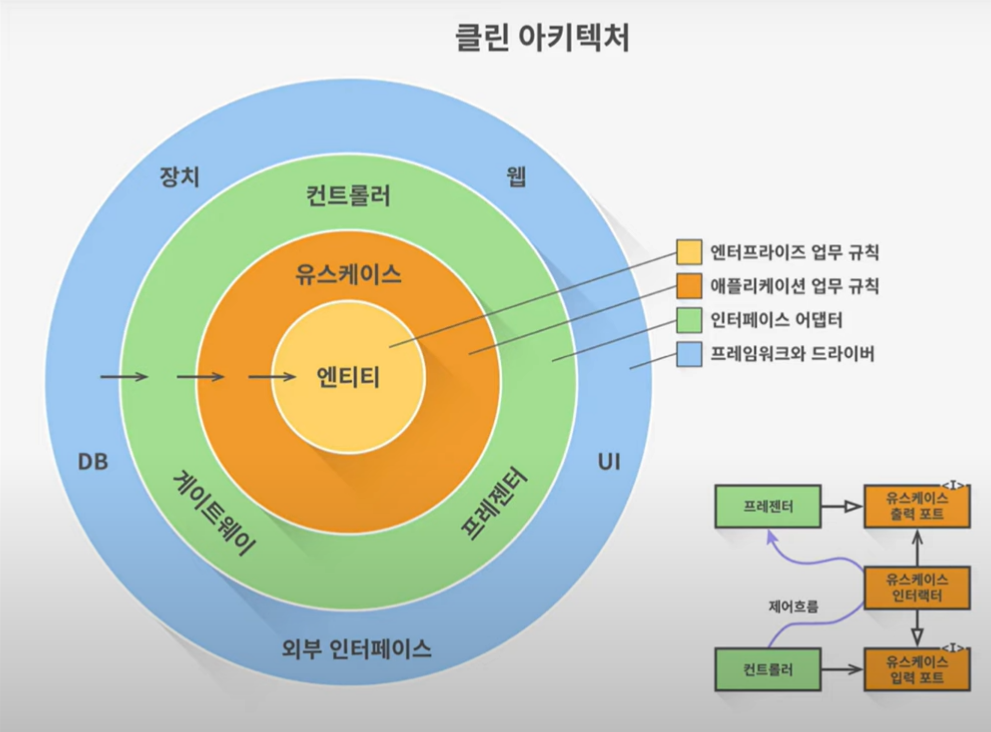 클린 아키텍처
장치
웹
컨트롤러
유스케이스
엔티티
DB
UI
게이트웨이
프레젠터
외부 인터페이스
엔터프라이즈 업무 규칙
애플리케이션 업무 규칙
인터페이스 어댑터
프레임워크와 드라이버
<I>
프레젠터
유스케이스
출력 포트
유스케이스
인터랙터
제어흐름
<I>
컨트롤러
유스케이스
입력 포트